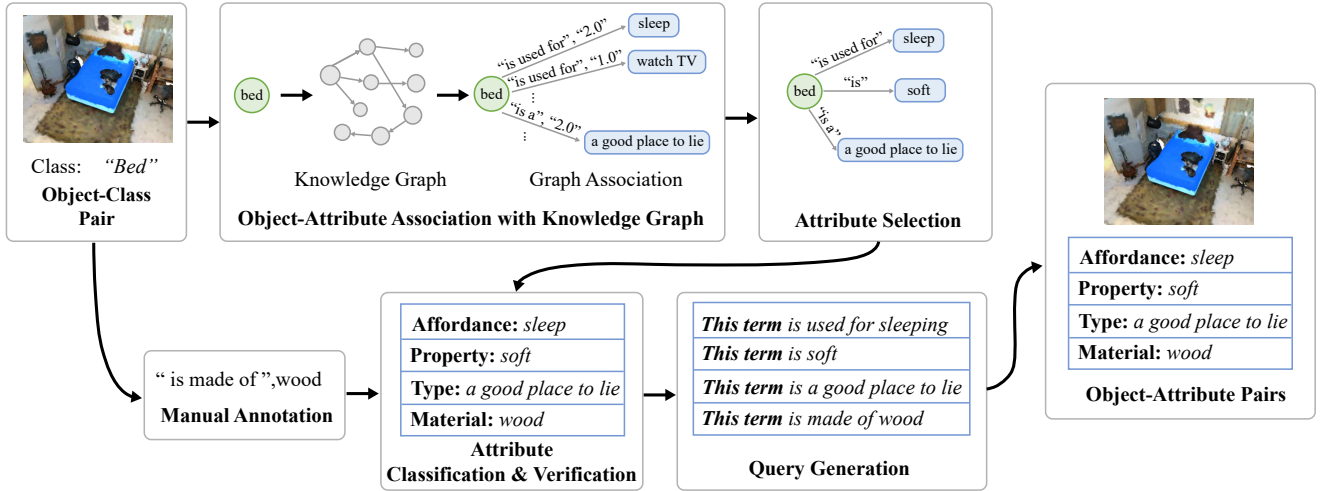 Class: “Bed”
Object-Class
Pair
bed
Knowledge Graph
bed
“is used for”, “2.0”
sleep
“is used for”, “1.0”
watch TV
⋮
“is a”, “2.0”
a good place to lie
⋮
Graph Association
Object-Attribute Association with Knowledge Graph
bed
“is used for”
sleep
“is”
soft
“is a”
a good place to lie
Attribute Selection
“ is made of ”,wood
Manual Annotation
Affordance: sleep
Property: soft
Type: a good place to lie
Material: wood
Attribute
Classification & Verification
This term is used for sleeping
This term is soft
This term is a good place to lie
This term is made of wood
Query Generation
Affordance: sleep
Property: soft
Type: a good place to lie
Material: wood
Object-Attribute Pairs